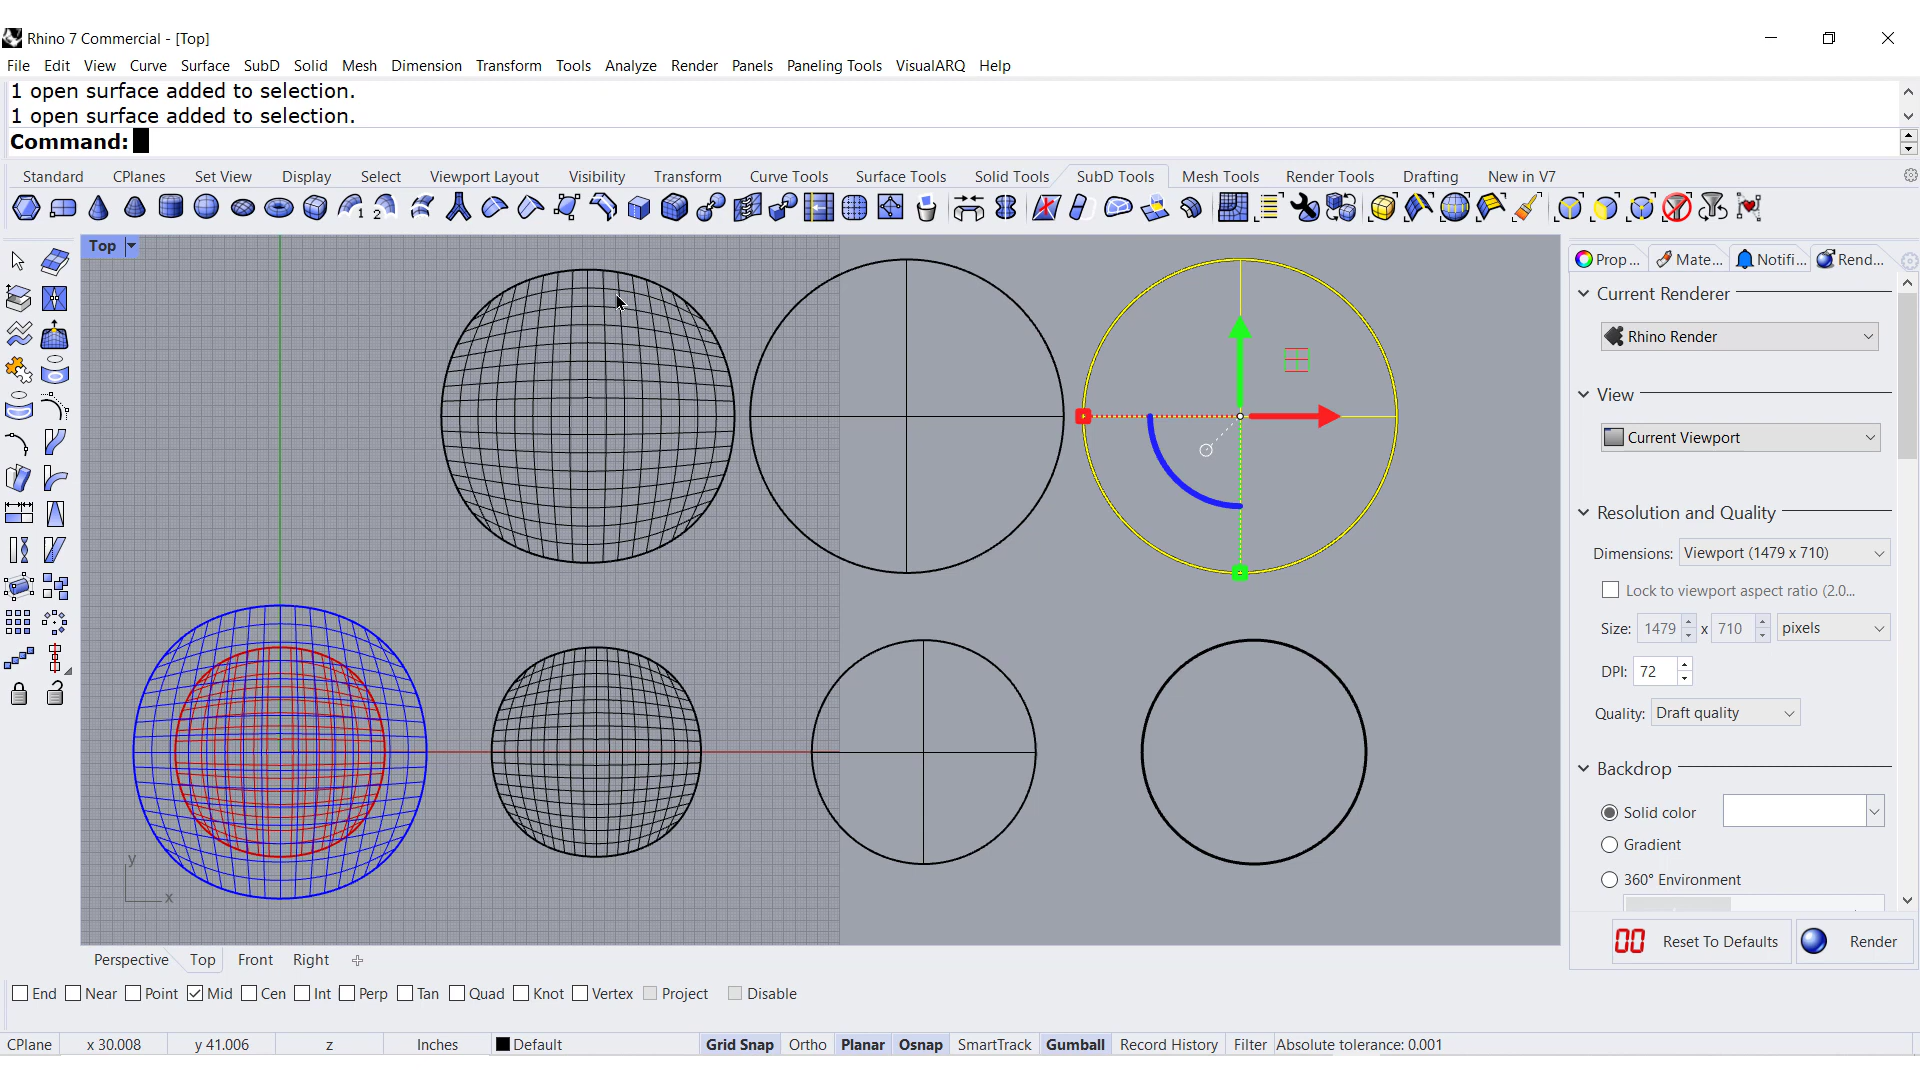 Rhino 7 Commercial - [Top]
File Edit View Curve Surface SubD Solid Mesh Dimension Transform Tools Analyze Render Panels Paneling Tools VisualARQ Help
1 open surface added to selection.
1 open surface added to selection.
Command:
Standard CPlanes Set View Display Select Viewport Layout Visibility Transform Curve Tools Surface Tools Solid Tools SubD Tools Mesh Tools Render Tools Drafting New in V7
1 2
Top
Prop ... Mate... Notifi... Rend...
Current Renderer
Rhino Render
View
Current Viewport
Resolution and Quality
Dimensions: Viewport (1479 x 710)
Lock to viewport aspect ratio (2.0...
Size: 1479 x 710 pixels
DPI: 72
Quality: Draft quality
Backdrop
Solid color
Gradient
360° Environment
Reset To Defaults Render
y
x
Perspective Top Front Right
End Near Point Mid Cen Int Perp Tan Quad Knot Vertex Project Disable
CPlane x 30.008 y 41.006 z Inches Default Grid Snap Ortho Planar Osnap SmartTrack Gumball Record History Filter Absolute tolerance: 0.001